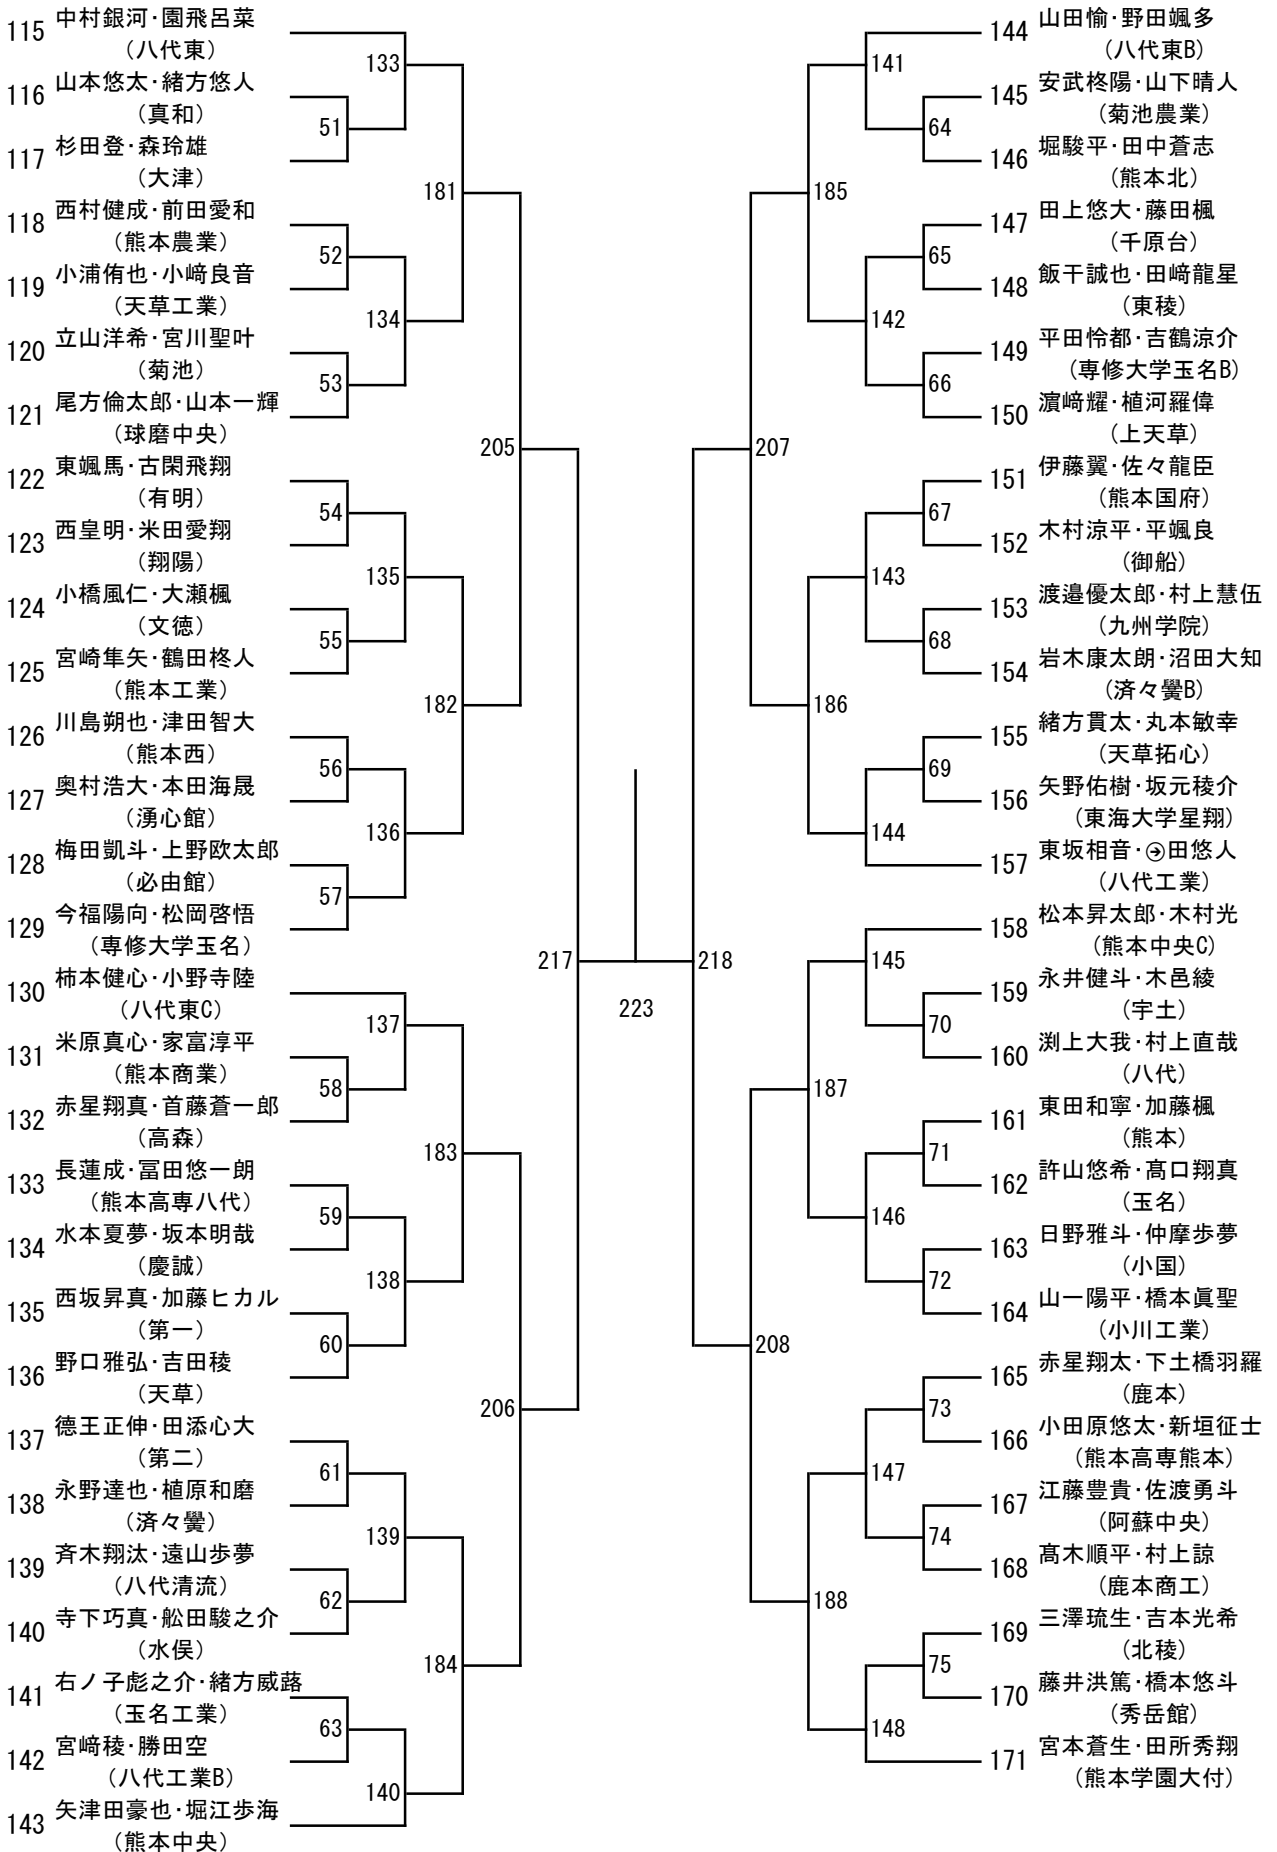 115 中村銀河・園飛呂菜
(八代東)
116 山本悠太・緒方悠人
(真和)
117 杉田登・森玲雄
(大津)
118 西村健成・前田愛和
(熊本農業)
119 小浦侑也・小﨑良音
(天草工業)
120 立山洋希・宮川聖叶
(菊池)
121 尾方倫太郎・山本一輝
(球磨中央)
122 東颯馬・古閑飛翔
(有明)
123 西皇明・米田愛翔
(翔陽)
124 小橋風仁・大瀬楓
(文徳)
125 宮崎隼矢・鶴田柊人
(熊本工業)
126 川島朔也・津田智大
(熊本西)
127 奥村浩大・本田海晟
(湧心館)
128 梅田凱斗・上野欧太郎
(必由館)
129 今福陽向・松岡啓悟
(専修大学玉名)
130 柿本健心・小野寺陸
(八代東C)
131 米原真心・家富淳平
(熊本商業)
132 赤星翔真・首藤蒼一郎
(高森)
133 長蓮成・冨田悠一朗
(熊本高専八代)
134 水本夏夢・坂本明哉
(慶誠)
135 西坂昇真・加藤ヒカル
(第一)
136 野口雅弘・吉田稜
(天草)
137 德王正伸・田添心大
(第二)
138 永野達也・植原和磨
(済々黌)
139 斉木翔汰・遠山歩夢
(八代清流)
140 寺下巧真・舩田駿之介
(水俣)
141 右ノ子彪之介・緒方威蕗
(玉名工業)
142 宮﨑稜・勝田空
(八代工業B)
143 矢津田豪也・堀江歩海
(熊本中央)
133
51
181
52
134
53
205
54
135
55
182
56
136
57
217
137
58
183
59
138
60
206
61
139
62
184
63
140
223
141
64
185
65
142
66
207
67
143
68
186
69
144
218
145
70
187
71
146
72
208
73
147
74
188
75
148
144 山田愉・野田颯多
(八代東B)
145 安武柊陽・山下晴人
(菊池農業)
146 堀駿平・田中蒼志
(熊本北)
147 田上悠大・藤田楓
(千原台)
148 飯干誠也・田﨑龍星
(東稜)
149 平田怜都・吉鶴涼介
(専修大学玉名B)
150 濵﨑耀・植河羅偉
(上天草)
151 伊藤翼・佐々龍臣
(熊本国府)
152 木村涼平・平颯良
(御船)
153 渡邉優太郎・村上慧伍
(九州学院)
154 岩木康太朗・沼田大知
(済々黌B)
155 緒方貫太・丸本敏幸
(天草拓心)
156 矢野佑樹・坂元稜介
(東海大学星翔)
157 東坂相音・田悠人
(八代工業)
158 松本昇太郎・木村光
(熊本中央C)
159 永井健斗・木邑綾
(宇土)
160 渕上大我・村上直哉
(八代)
161 東田和寧・加藤楓
(熊本)
162 許山悠希・髙口翔真
(玉名)
163 日野雅斗・仲摩歩夢
(小国)
164 山一陽平・橋本眞聖
(小川工業)
165 赤星翔太・下土橋羽羅
(鹿本)
166 小田原悠太・新垣征士
(熊本高専熊本)
167 江藤豊貴・佐渡勇斗
(阿蘇中央)
168 髙木順平・村上諒
(鹿本商工)
169 三澤琉生・吉本光希
(北稜)
170 藤井洪篤・橋本悠斗
(秀岳館)
171 宮本蒼生・田所秀翔
(熊本学園大付)